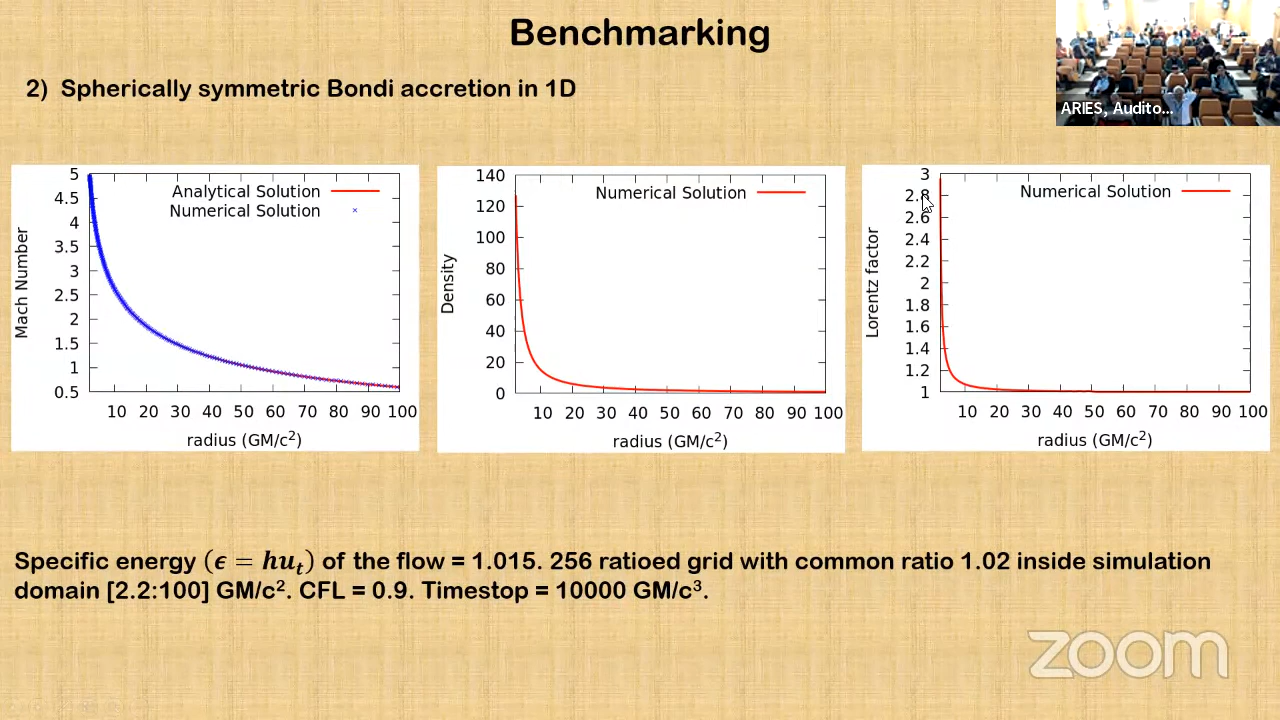 Benchmarking
2) Spherically symmetric Bondi accretion in 1D
ARIES, Audito...
5
4.5
4
3.5
3
2.5
2
1.5
1
0.5
Mach Number
Analytical Solution
Numerical Solution
10 20 30 40 50 60 70 80 90 100
radius (GM/c²)
140
120
100
80
60
40
20
0
Density
Numerical Solution
10 20 30 40 50 60 70 80 90 100
radius (GM/c²)
3
2.8
2.6
2.4
2.2
2
1.8
1.6
1.4
1.2
1
Lorentz factor
Numerical Solution
10 20 30 40 50 60 70 80 90 100
radius (GM/c²)
Specific energy (ϵ = huₜ) of the flow = 1.015. 256 ratioed grid with common ratio 1.02 inside simulation
domain [2.2:100] GM/c². CFL = 0.9. Timestop = 10000 GM/c³.
zoom